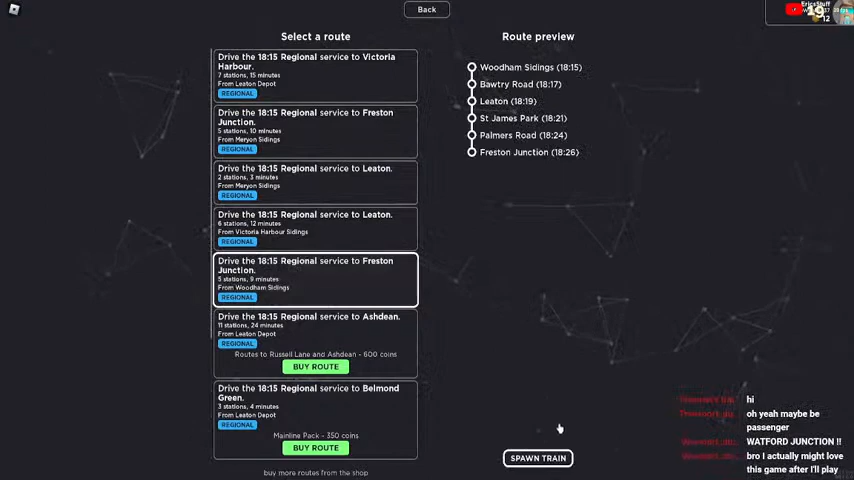 Back
EricsStuff
12
Select a route
Drive the 18:15 Regional service to Victoria
Harbour.
7 stations, 15 minutes
From Leaton Depot
REGIONAL
Drive the 18:15 Regional service to Freston
Junction.
5 stations, 10 minutes
From Meryon Sidings
REGIONAL
Drive the 18:15 Regional service to Leaton.
2 stations, 3 minutes
From Meryon Sidings
REGIONAL
Drive the 18:15 Regional service to Leaton.
6 stations, 12 minutes
From Victoria Harbour Sidings
REGIONAL
Drive the 18:15 Regional service to Freston
Junction.
5 stations, 9 minutes
From Woodham Sidings
REGIONAL
Drive the 18:15 Regional service to Ashdean.
11 stations, 24 minutes
From Leaton Depot
REGIONAL
Routes to Russell Lane and Ashdean - 600 coins
BUY ROUTE
Drive the 18:15 Regional service to Belmond
Green.
3 stations, 4 minutes
From Leaton Depot
REGIONAL
Mainline Pack - 350 coins
BUY ROUTE
buy more routes from the shop
Route preview
Woodham Sidings (18:15)
Bawtry Road (18:17)
Leaton (18:19)
St James Park (18:21)
Palmers Road (18:24)
Freston Junction (18:26)
SPAWN TRAIN
hi
oh yeah maybe be
passenger
WATFORD JUNCTION !!
bro I actually might love
this game after I'll play